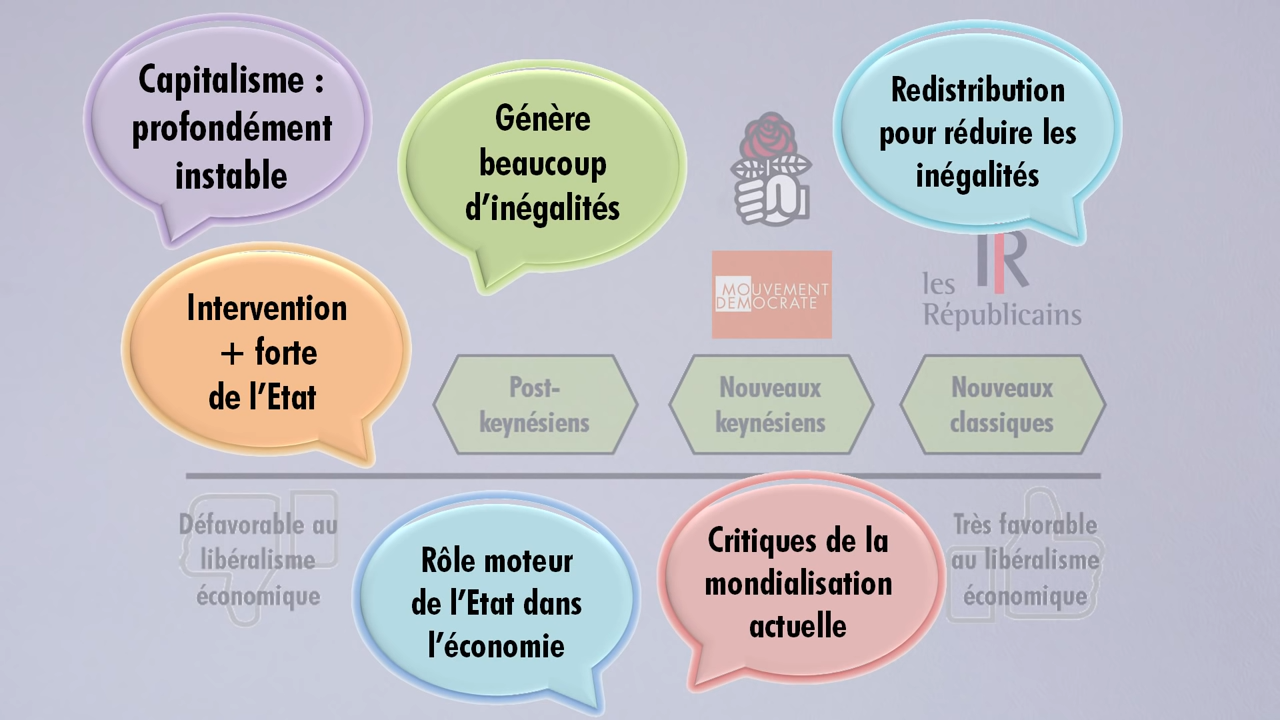 Capitalisme :
profondément
instable
Génère
beaucoup
d’inégalités
Redistribution
pour réduire les
inégalités
Intervention
+ forte
de l’Etat
MOUVEMENT
DEMOCRATE
lR
les
Républicains
Post-
keynésiens
Nouveaux
keynésiens
Nouveaux
classiques
Défavorable au
libéralisme
économique
Rôle moteur
de l’Etat dans
l’économie
Critiques de la
mondialisation
actuelle
Très favorable
au libéralisme
économique